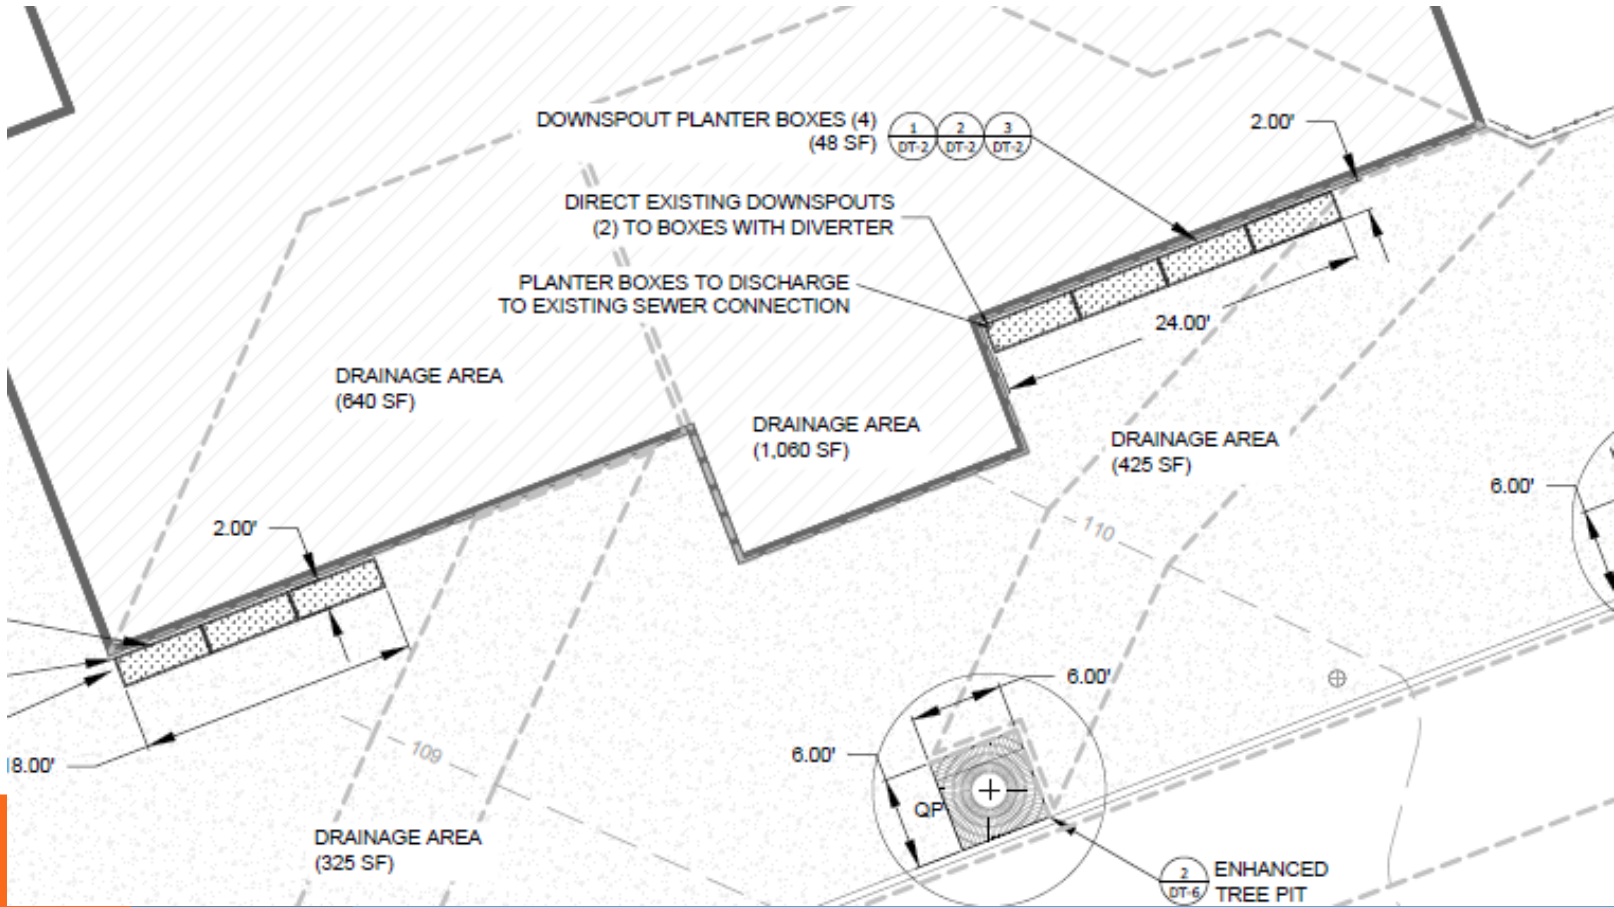 DOWNSPOUT PLANTER BOXES (4)
(48 SF)
1
DT-2
2
DT-2
3
DT-2
2.00'
DIRECT EXISTING DOWNSPOUTS
(2) TO BOXES WITH DIVERTER
PLANTER BOXES TO DISCHARGE
TO EXISTING SEWER CONNECTION
24.00'
DRAINAGE AREA
(640 SF)
DRAINAGE AREA
(1,060 SF)
DRAINAGE AREA
(425 SF)
6.00'
2.00'
110
6.00'
109
6.00'
18.00'
QP
DRAINAGE AREA
(325 SF)
2
DT-6
ENHANCED
TREE PIT